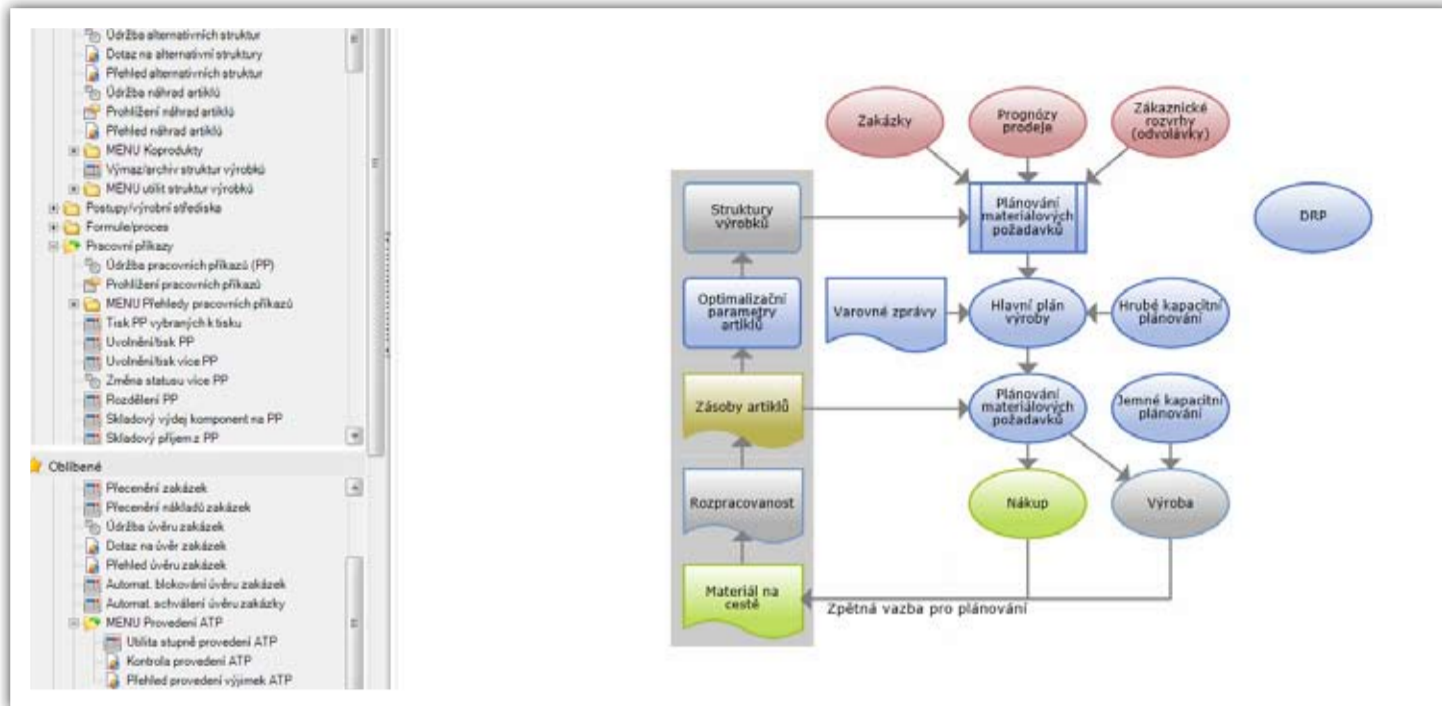 Údržba alternativních struktur
Dotaz na alternativní struktury
Přehled alternativních struktur
Údržba náhrad artiklů
Prohlížení náhrad artiklů
Přehled náhrad artiklů
MENU Koprodukty
Výmaz/archiv struktur výrobků
MENU utilit struktur výrobků
Postupy/výrobní střediska
Formule/proces
Pracovní příkazy
Údržba pracovních příkazů (PP)
Prohlížení pracovních příkazů
MENU Přehledy pracovních příkazů
Tisk PP vybraných k tisku
Uvolnění/tisk PP
Uvolnění/tisk více PP
Změna statusu více PP
Rozdělení PP
Skladový výdej komponent na PP
Skladový příjem z PP
Oblíbené
Přecenění zakázek
Přecenění nákladů zakázek
Údržba úvěru zakázek
Dotaz na úvěr zakázek
Přehled úvěru zakázek
Automat. blokování úvěru zakázek
Automat. schválení úvěru zakázky
MENU Provedení ATP
Utilita stupně provedení ATP
Kontrola provedení ATP
Přehled provedení výjimek ATP
Zakázky
Prognózy
prodeje
Zákaznické
rozvrhy
(odvolávky)
Struktury
výrobků
Plánování
materiálových
požadavků
DRP
Optimalizační
parametry
artiklů
Varovné zprávy
Hlavní plán
výroby
Hrubé kapacitní
plánování
Zásoby artiklů
Plánování
materiálových
požadavků
Jemné kapacitní
plánování
Rozpracovanost
Nákup
Výroba
Materiál na
cestě
Zpětná vazba pro plánování